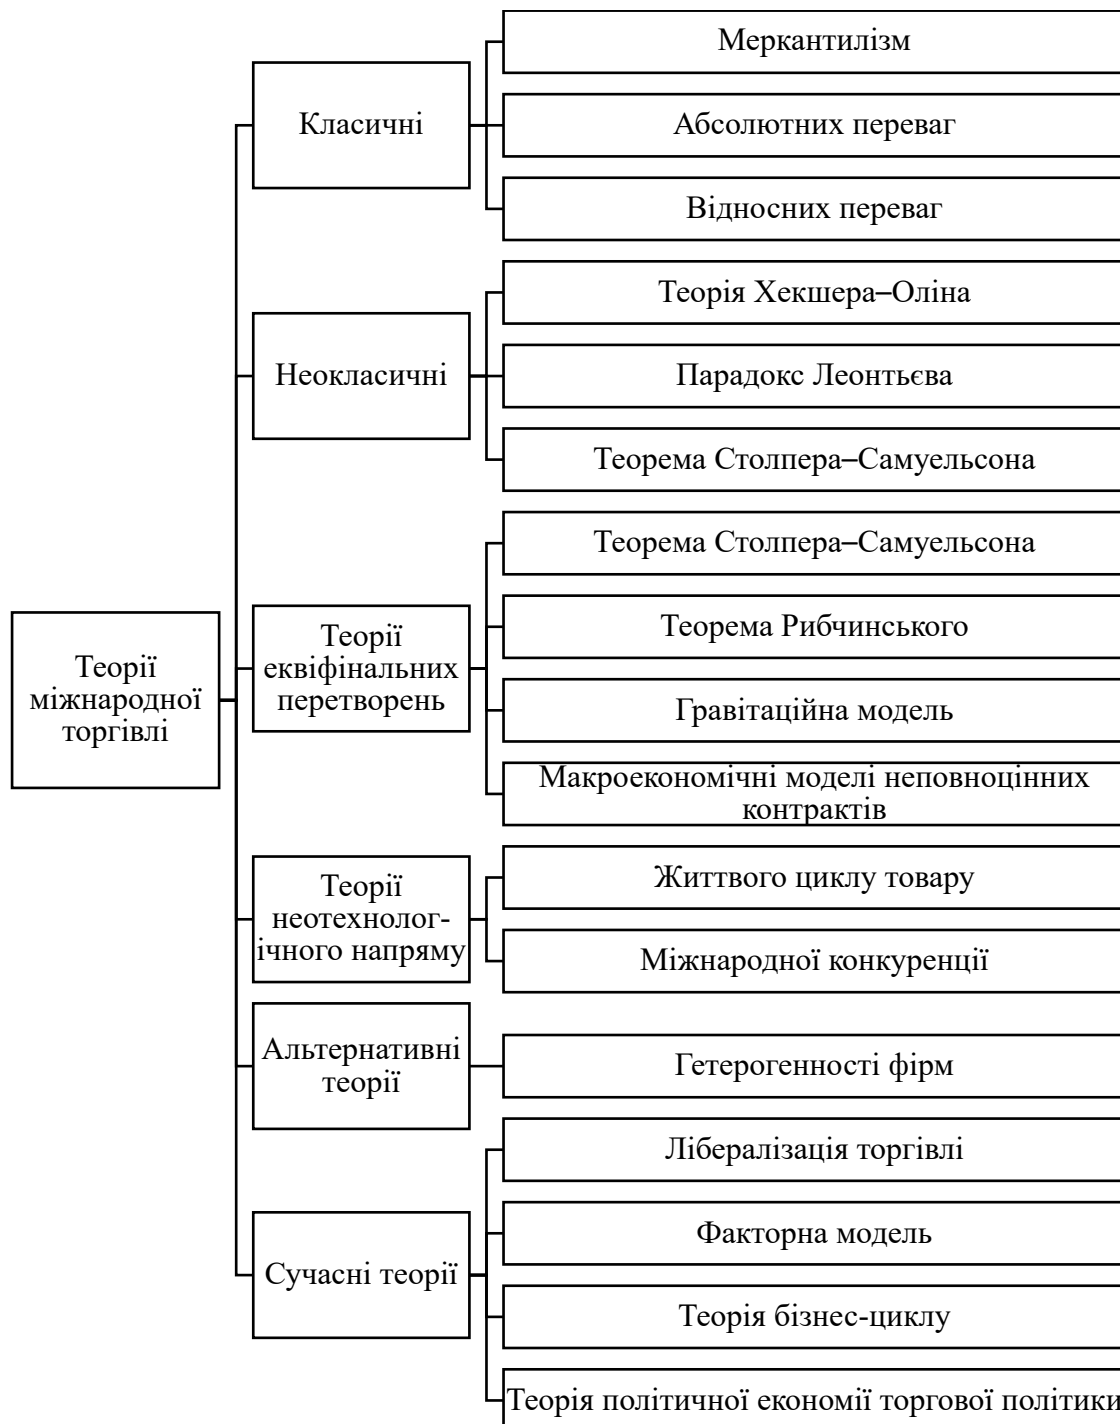 Теорії
міжнародної
торгівлі
Класичні
Меркантилізм
Абсолютних переваг
Відносних переваг
Неокласичні
Теорія Хекшера–Оліна
Парадокс Леонтьєва
Теорема Столпера–Самуельсона
Теорії
еквіфінальних
перетворень
Теорема Столпера–Самуельсона
Теорема Рибчинського
Гравітаційна модель
Макроекономічні моделі неповноцінних
контрактів
Теорії
неотехнолог-
ічного напряму
Життвого циклу товару
Міжнародної конкуренції
Альтернативні
теорії
Гетерогенності фірм
Сучасні теорії
Лібералізація торгівлі
Факторна модель
Теорія бізнес-циклу
Теорія політичної економії торгової політики